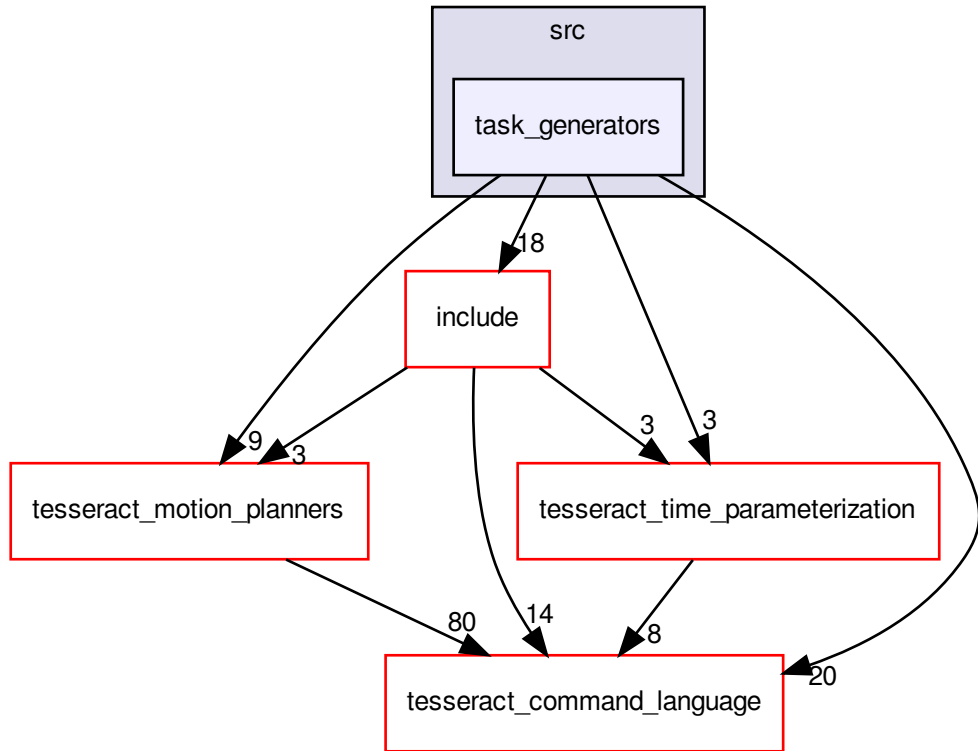 src
task_generators
18
include
9
3
3
3
tesseract_motion_planners
tesseract_time_parameterization
80
14
8
20
tesseract_command_language